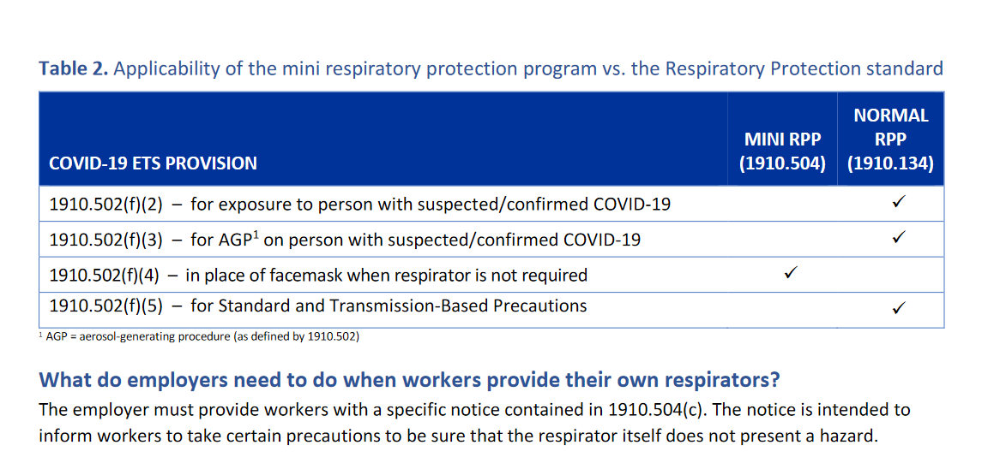 Table 2. Applicability of the mini respiratory protection program vs. the Respiratory Protection standard
COVID-19 ETS PROVISION
MINI RPP
(1910.504)
NORMAL
RPP
(1910.134)
1910.502(f)(2) – for exposure to person with suspected/confirmed COVID-19 ✓
1910.502(f)(3) – for AGP¹ on person with suspected/confirmed COVID-19 ✓
1910.502(f)(4) – in place of facemask when respirator is not required ✓
1910.502(f)(5) – for Standard and Transmission-Based Precautions ✓
¹ AGP = aerosol-generating procedure (as defined by 1910.502)
What do employers need to do when workers provide their own respirators?
The employer must provide workers with a specific notice contained in 1910.504(c). The notice is intended to
inform workers to take certain precautions to be sure that the respirator itself does not present a hazard.